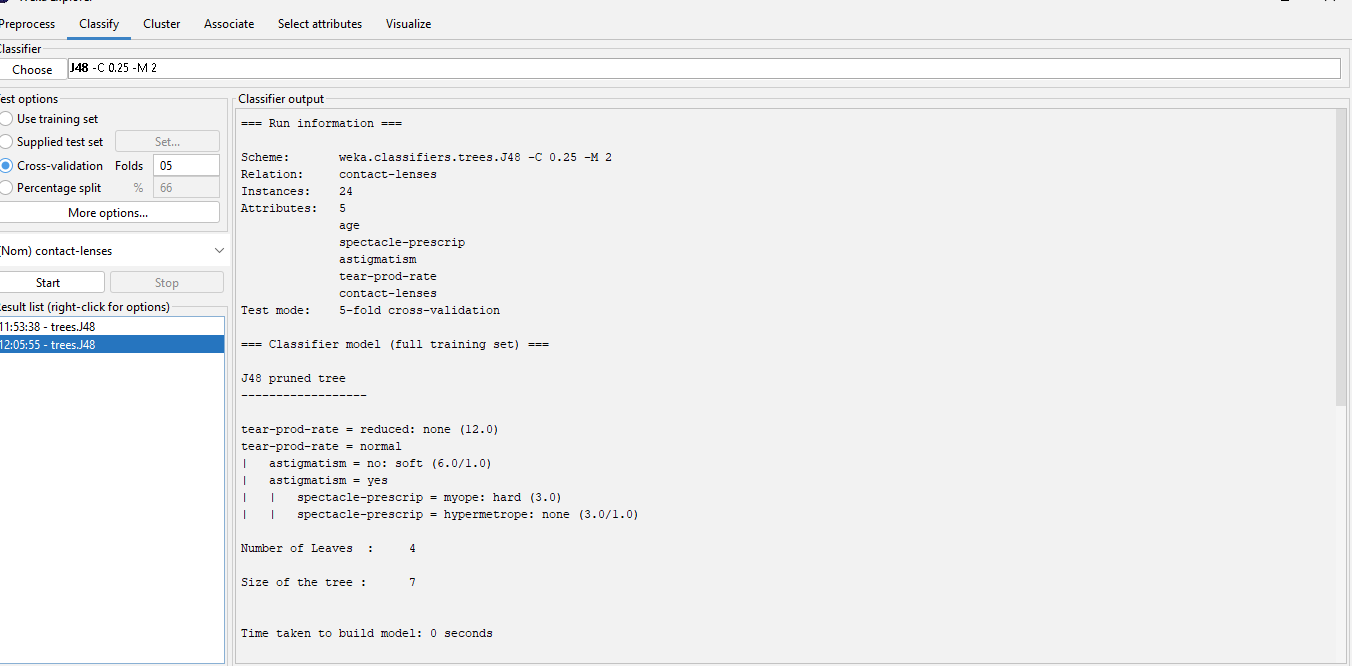 Preprocess Classify Cluster Associate Select attributes Visualize
Classifier
Choose J48 -C 0.25 -M 2
est options
Use training set
Supplied test set Set...
Cross-validation Folds 05
Percentage split % 66
More options...
(Nom) contact-lenses
Start Stop
esult list (right-click for options)
11:53:38 - trees.J48
12:05:55 - trees.J48
Classifier output
=== Run information ===
Scheme: weka.classifiers.trees.J48 -C 0.25 -M 2
Relation: contact-lenses
Instances: 24
Attributes: 5
age
spectacle-prescrip
astigmatism
tear-prod-rate
contact-lenses
Test mode: 5-fold cross-validation
=== Classifier model (full training set) ===
J48 pruned tree
------------------
tear-prod-rate = reduced: none (12.0)
tear-prod-rate = normal
| astigmatism = no: soft (6.0/1.0)
| astigmatism = yes
| | spectacle-prescrip = myope: hard (3.0)
| | spectacle-prescrip = hypermetrope: none (3.0/1.0)
Number of Leaves : 4
Size of the tree : 7
Time taken to build model: 0 seconds